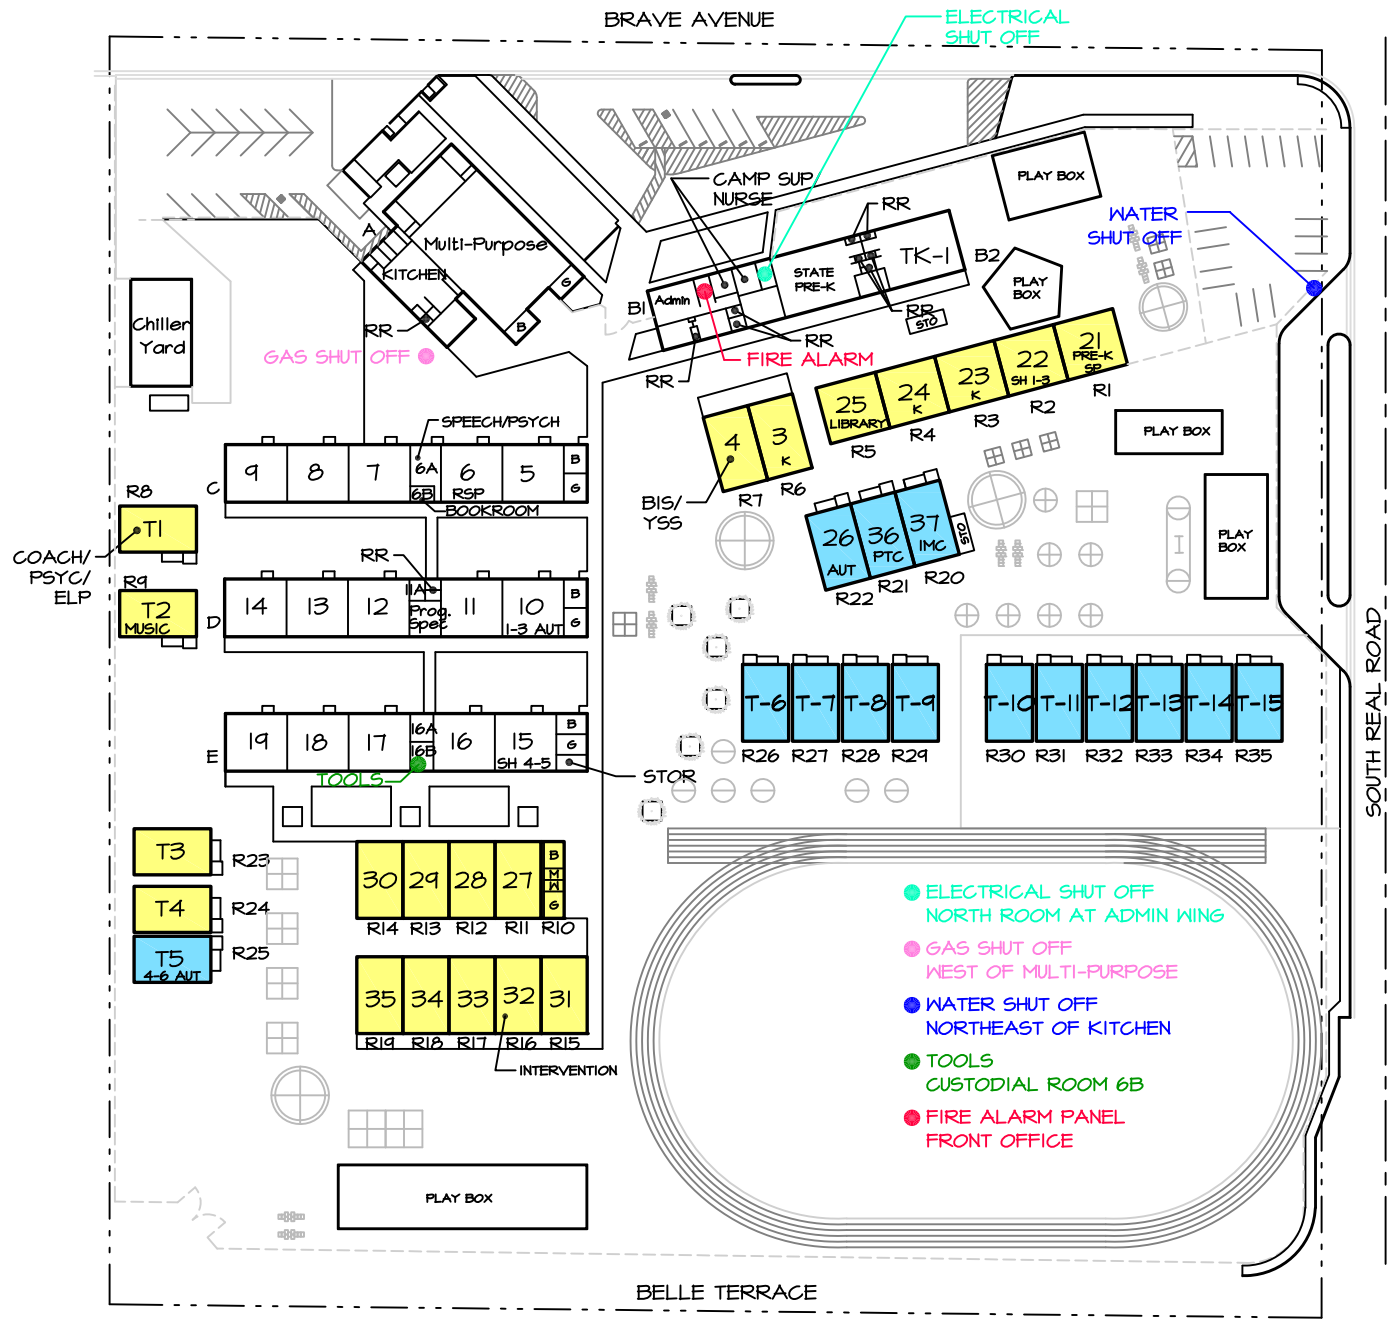 BRAVE AVENUE
ELECTRICAL
SHUT OFF
CAMP SUP
NURSE
PLAY BOX
RR
WATER
SHUT OFF
A
Multi-Purpose
KITCHEN
G
B
RR
GAS SHUT OFF
Chiller
Yard
B1
Admin
STATE
PRE-K
TK-1
B2
PLAY
BOX
RR
STO
RR
FIRE ALARM
RR
21
PRE-K
SP
R1
22
SH 1-3
R2
23
K
R3
24
K
R4
25
LIBRARY
R5
3
K
R6
4
R7
BIS/
YSS
PLAY BOX
PLAY
BOX
SPEECH/PSYCH
C
9
8
7
6A
6B
6
RSP
5
B
G
BOOKROOM
R8
T1
COACH/
PSYC/
ELP
R9
T2
MUSIC
RR
D
14
13
12
11A
Prog.
Spec
11
10
1-3 AUT
B
G
26
AUT
R22
36
PTC
R21
37
IMC
R20
STO
T-6
T-7
T-8
T-9
T-10
T-11
T-12
T-13
T-14
T-15
R26
R27
R28
R29
R30
R31
R32
R33
R34
R35
SOUTH REAL ROAD
E
19
18
17
16A
16B
16
15
SH 4-5
B
G
STOR
TOOLS
T3
R23
T4
R24
T5
4-6 AUT
R25
30
29
28
27
B
M
W
G
R14
R13
R12
R11
R10
35
34
33
32
31
R19
R18
R17
R16
R15
INTERVENTION
ELECTRICAL SHUT OFF
NORTH ROOM AT ADMIN WING
GAS SHUT OFF
WEST OF MULTI-PURPOSE
WATER SHUT OFF
NORTHEAST OF KITCHEN
TOOLS
CUSTODIAL ROOM 6B
FIRE ALARM PANEL
FRONT OFFICE
PLAY BOX
BELLE TERRACE